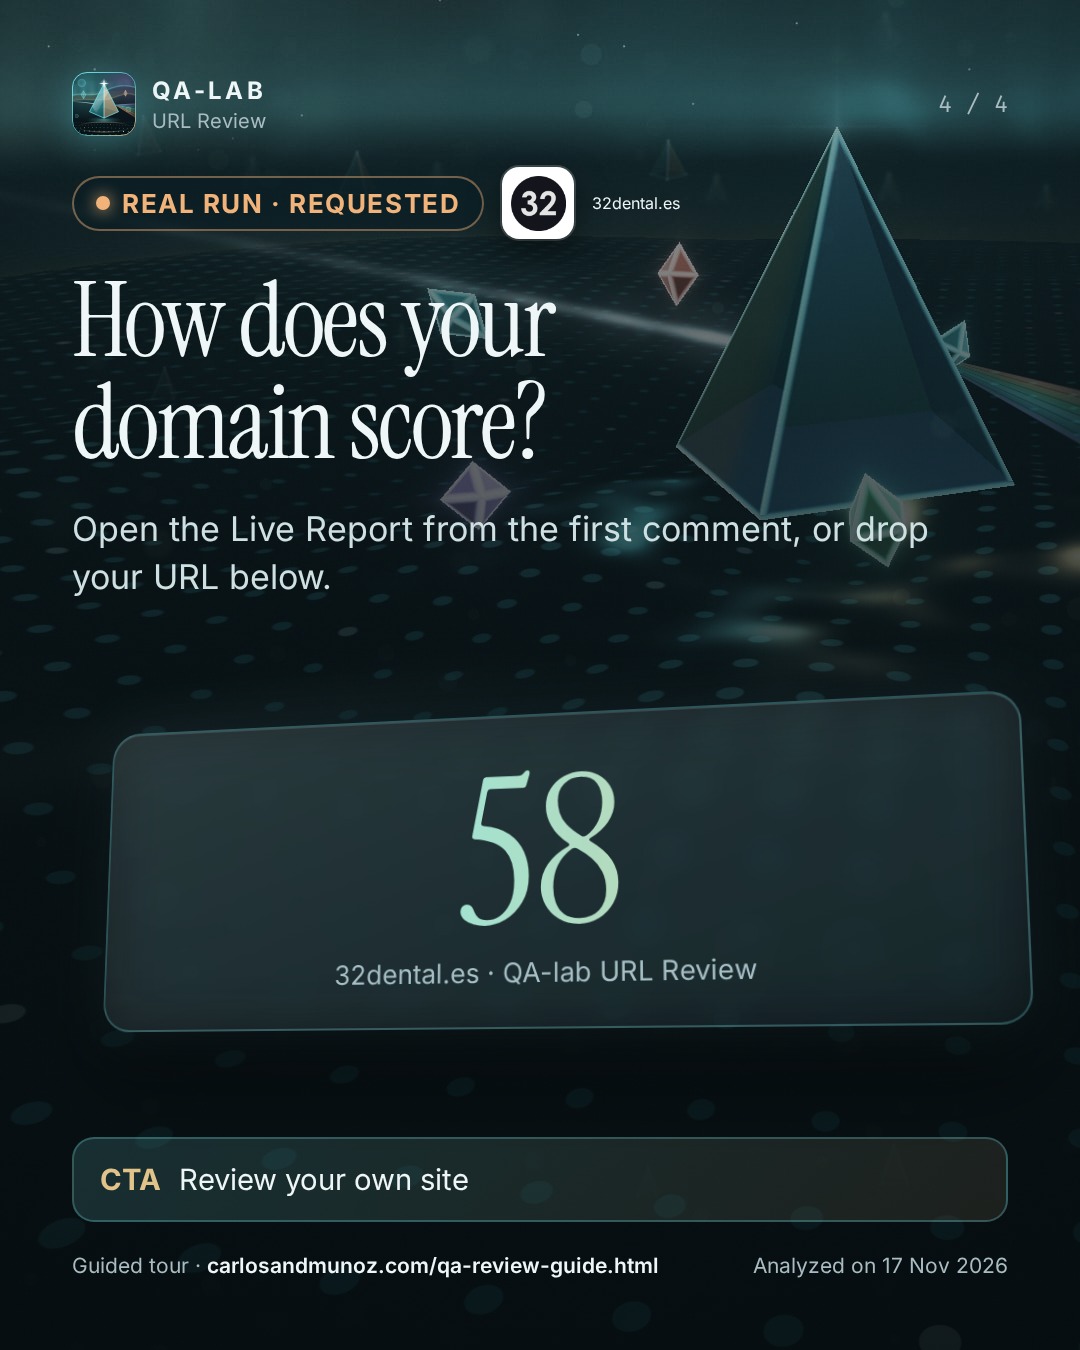 QA-LAB
URL Review
4 / 4
REAL RUN · REQUESTED
32
32dental.es
How does your
domain score?
Open the Live Report from the first comment, or drop
your URL below.
58
32dental.es · QA-lab URL Review
CTA Review your own site
Guided tour · carlosandmunoz.com/qa-review-guide.html
Analyzed on 17 Nov 2026